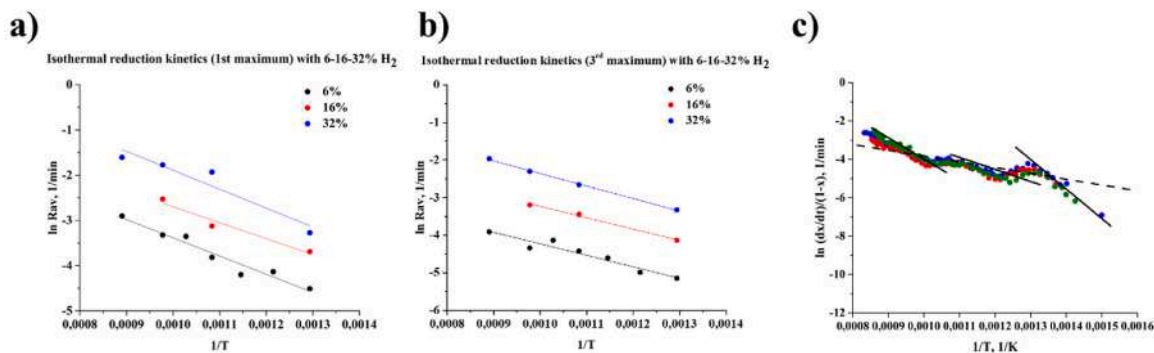 a)
Isothermal reduction kinetics (1st maximum) with 6-16-32% H2
6%
16%
32%
ln Rav, 1/min
0
-1
-2
-3
-4
-5
0,0008 0,0009 0,0010 0,0011 0,0012 0,0013 0,0014
1/T
b)
Isothermal reduction kinetics (3rd maximum) with 6-16-32% H2
6%
16%
32%
ln Rav, 1/min
0
-1
-2
-3
-4
-5
0,0008 0,0009 0,0010 0,0011 0,0012 0,0013 0,0014
1/T
c)
ln (dx/dt)/(1-x), 1/min
0
-2
-4
-6
-8
-10
-12
0,0008 0,0009 0,0010 0,0011 0,0012 0,0013 0,0014 0,0015 0,0016
1/T, 1/K